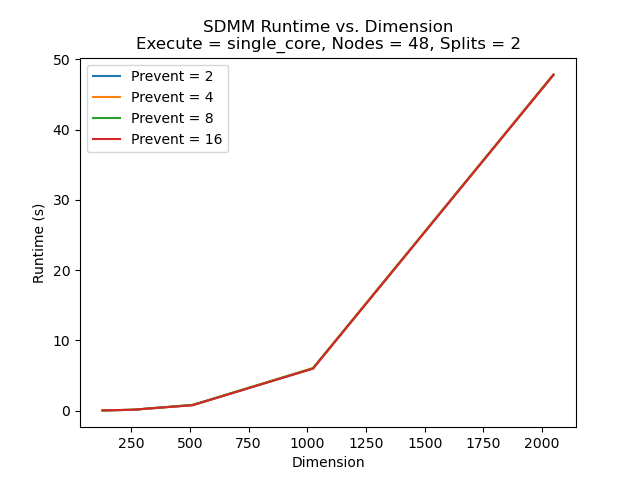 SDMM Runtime vs. Dimension
Execute = single_core, Nodes = 48, Splits = 2
Prevent = 2
Prevent = 4
Prevent = 8
Prevent = 16
Runtime (s)
50
40
30
20
10
0
250 500 750 1000 1250 1500 1750 2000
Dimension